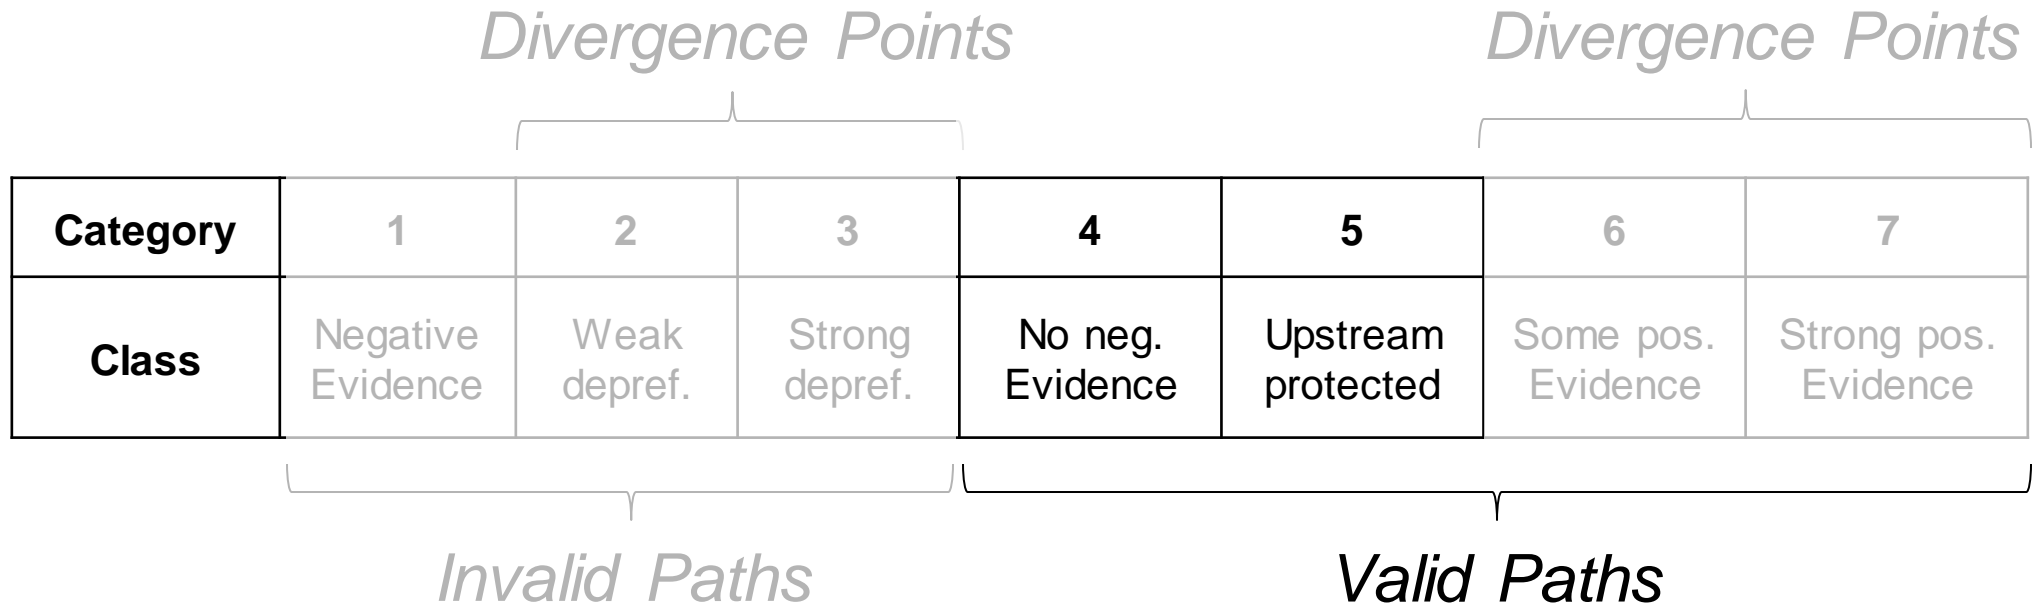 Divergence Points
Divergence Points
Category 1 2 3 4 5 6 7
Class
Negative
Evidence
Weak
depref.
Strong
depref.
No neg.
Evidence
Upstream
protected
Some pos.
Evidence
Strong pos.
Evidence
Invalid Paths
Valid Paths